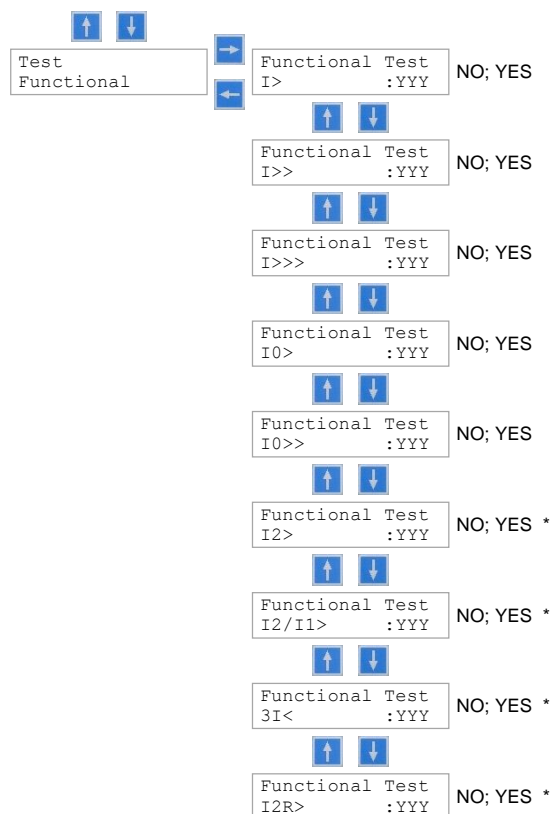 Test
Functional
Functional Test
I> :YYY
NO; YES
Functional Test
I>> :YYY
NO; YES
Functional Test
I>>> :YYY
NO; YES
Functional Test
I0> :YYY
NO; YES
Functional Test
I0>> :YYY
NO; YES
Functional Test
I2> :YYY
NO; YES *
Functional Test
I2/I1> :YYY
NO; YES *
Functional Test
3I< :YYY
NO; YES *
Functional Test
I2R> :YYY
NO; YES *